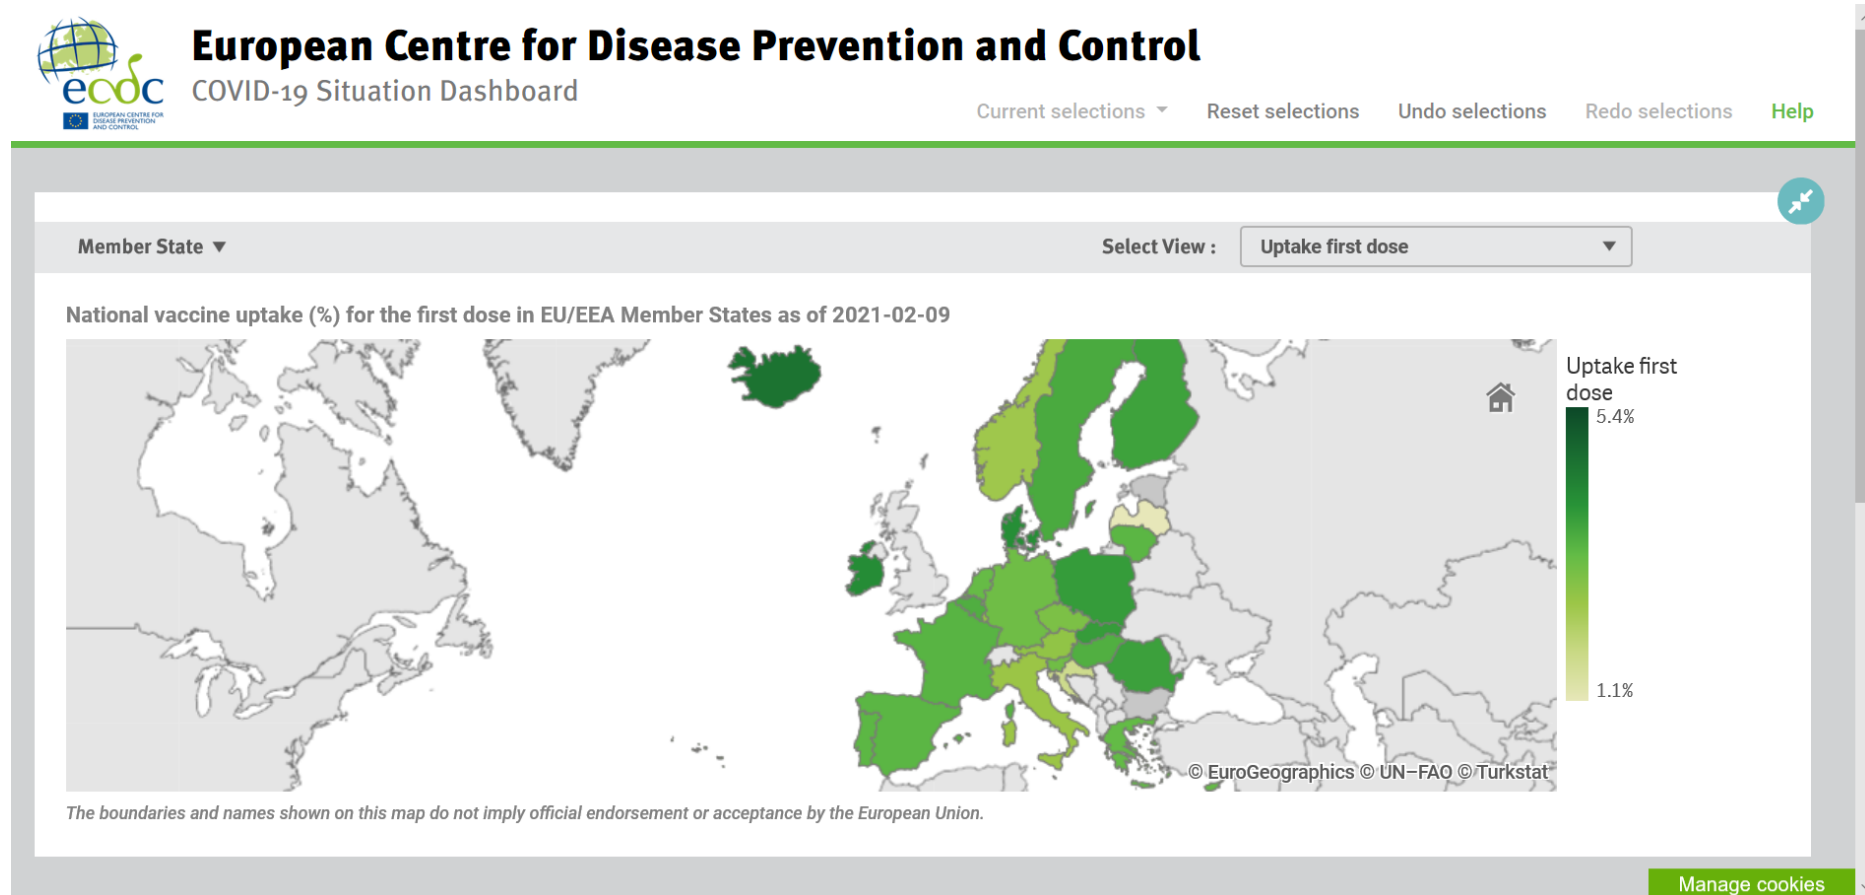 European Centre for Disease Prevention and Control
COVID-19 Situation Dashboard
ecdc
EUROPEAN CENTRE FOR
DISEASE PREVENTION
AND CONTROL
Current selections
Reset selections
Undo selections
Redo selections
Help
Member State
Select View :
Uptake first dose
National vaccine uptake (%) for the first dose in EU/EEA Member States as of 2021-02-09
Uptake first
dose
5.4%
1.1%
© EuroGeographics © UN–FAO © Turkstat
The boundaries and names shown on this map do not imply official endorsement or acceptance by the European Union.
Manage cookies